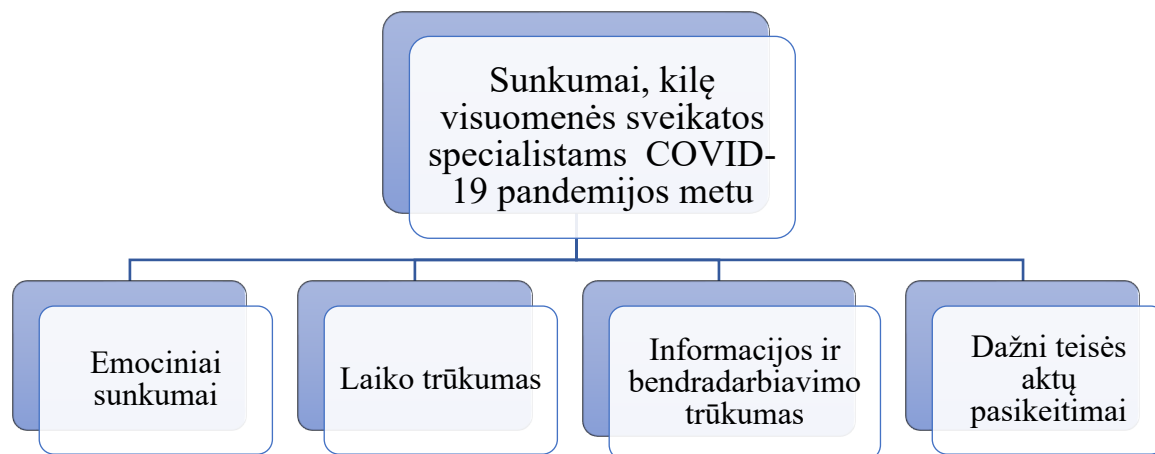 Sunkumai, kilę
visuomenės sveikatos
specialistams COVID-
19 pandemijos metu
Emociniai
sunkumai
Laiko trūkumas
Informacijos ir
bendradarbiavimo
trūkumas
Dažni teisės
aktų
pasikeitimai